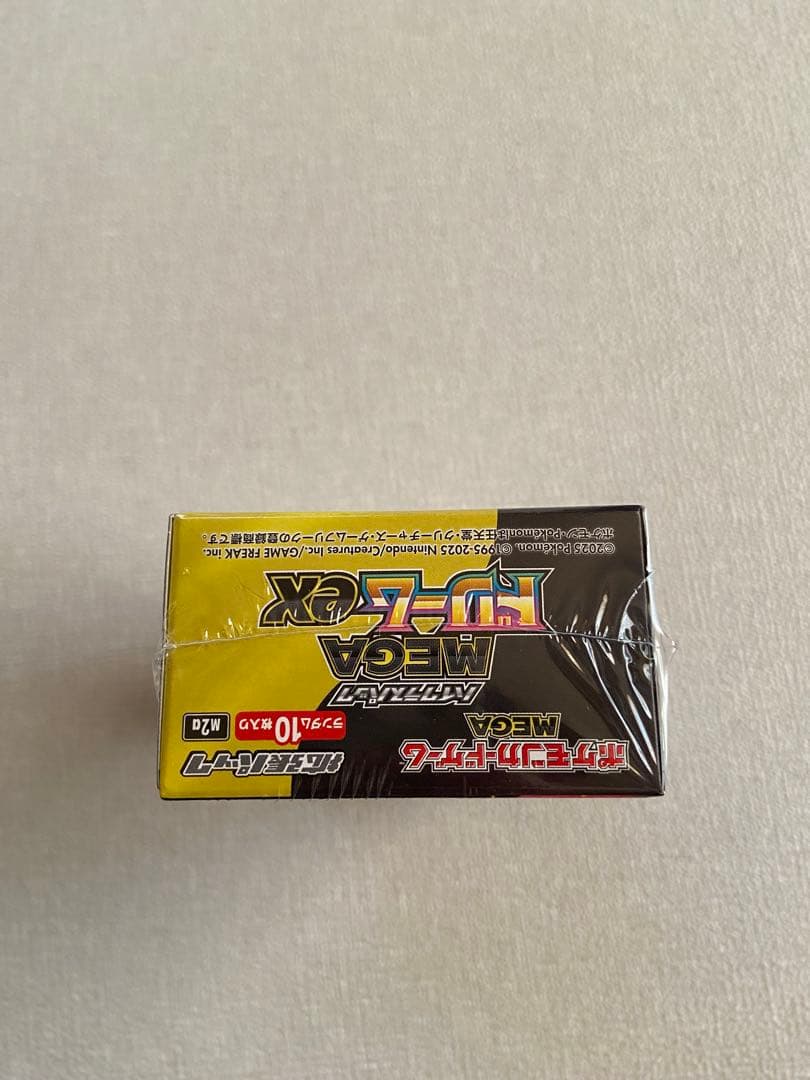 ポケモンカードゲーム
MEGA
拡張パック
ランダム10枚入り
M2a
ハイクラスパック
MEGA
ドリームex
©2025 Pokémon. ©1995-2025 Nintendo/Creatures Inc./GAME FREAK inc.
ポケモン・Pokémonは任天堂・クリーチャーズ・ゲームフリークの登録商標です。